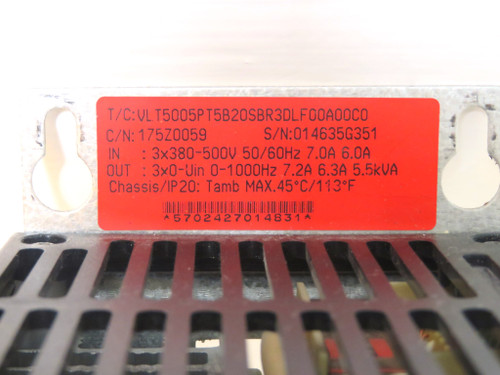 T/C:VLT5005PT5B20SBR3DLF00A00C0
C/N: 175Z0059 S/N:014635G351
IN : 3x380-500V 50/60Hz 7.0A 6.0A
OUT : 3x0-Uin 0-1000Hz 7.2A 6.3A 5.5kVA
Chassis/IP20: Tamb MAX.45°C/113°F
*5702427014831*